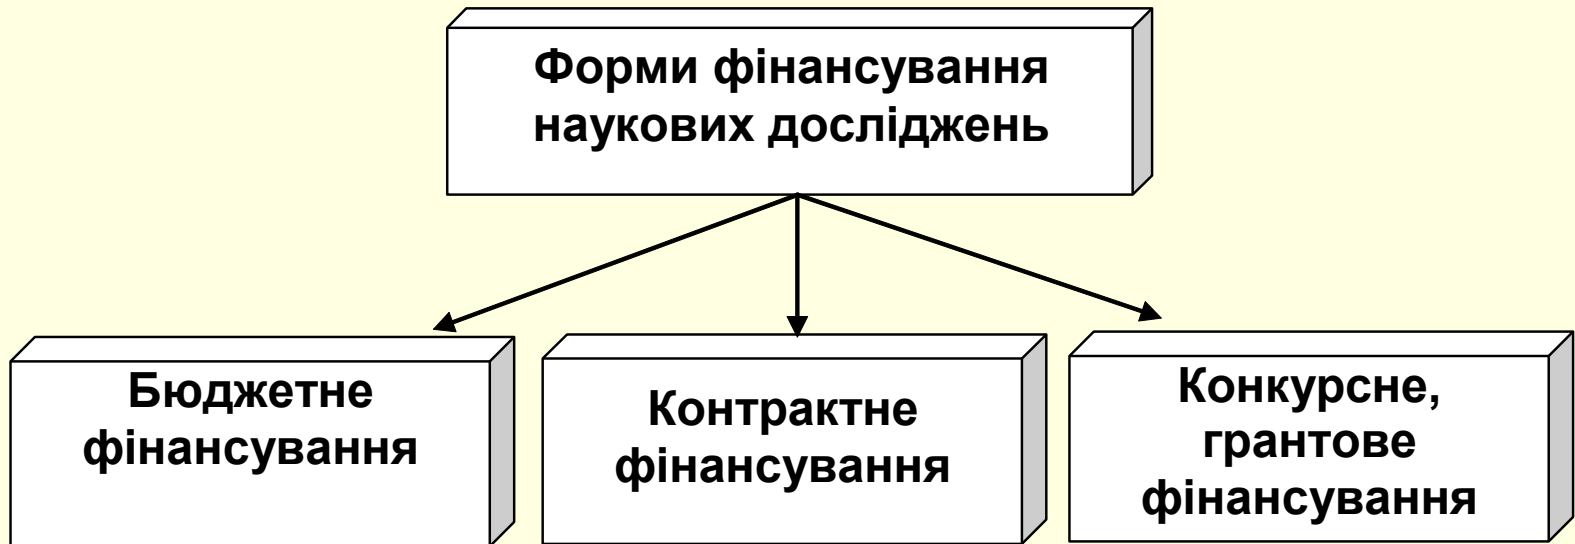 Форми фінансування
наукових досліджень
Бюджетне
фінансування
Контрактне
фінансування
Конкурсне,
грантове
фінансування